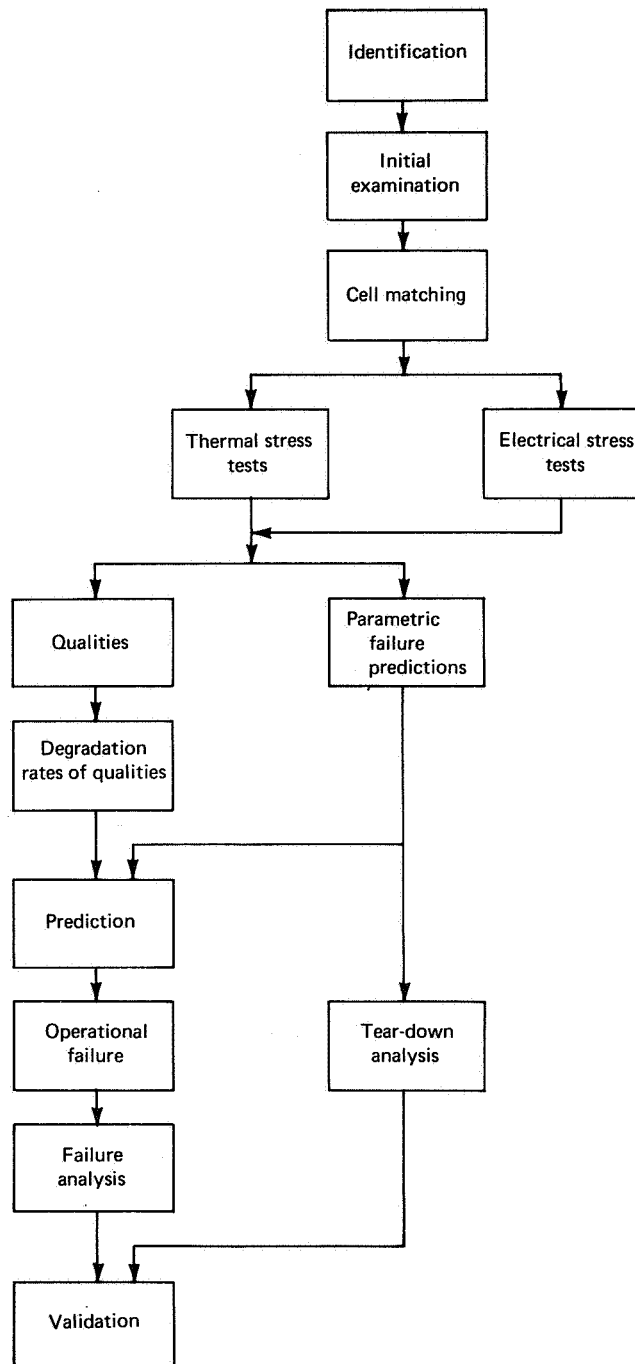 Identification
Initial
examination
Cell matching
Thermal stress
tests
Electrical stress
tests
Qualities
Parametric
failure
predictions
Degradation
rates of qualities
Prediction
Operational
failure
Tear-down
analysis
Failure
analysis
Validation